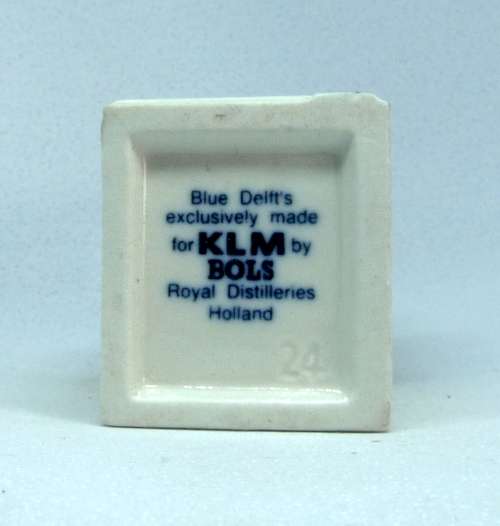 Blue Delft's
exclusively made
for KLM by
BOLS
Royal Distilleries
Holland
24